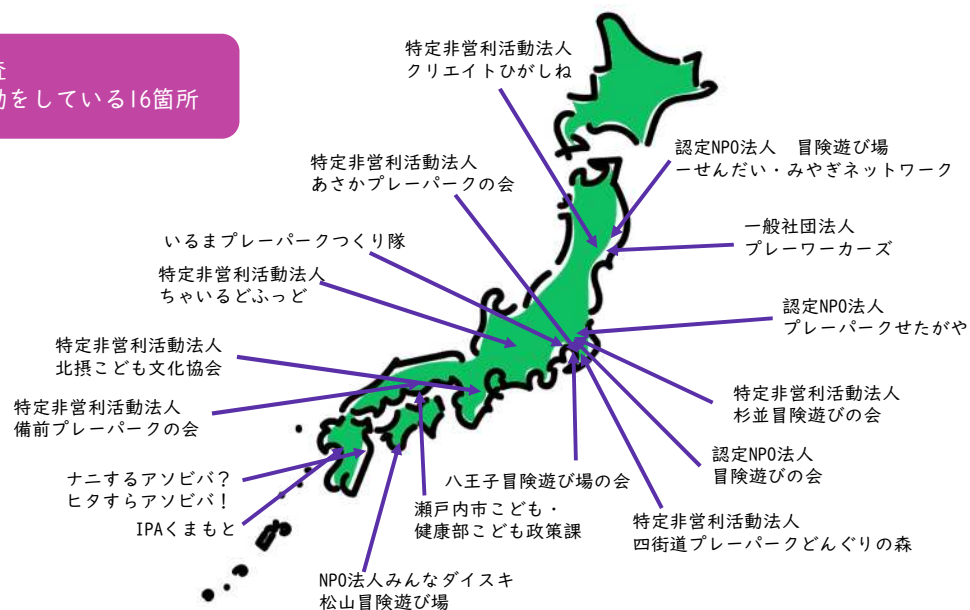 査
動をしている16箇所
特定非営利活動法人
クリエイトひがしね
認定NPO法人　冒険遊び場
ーせんだい・みやぎネットワーク
特定非営利活動法人
あさかプレーパークの会
一般社団法人
プレーワーカーズ
いるまプレーパークつくり隊
特定非営利活動法人
ちゃいるどふっど
認定NPO法人
プレーパークせたがや
特定非営利活動法人
北摂こども文化協会
特定非営利活動法人
杉並冒険遊びの会
特定非営利活動法人
備前プレーパークの会
認定NPO法人
冒険遊びの会
ナニするアソビバ？
ヒタすらアソビバ！
八王子冒険遊び場の会
瀬戸内市こども・
健康部こども政策課
特定非営利活動法人
四街道プレーパークどんぐりの森
IPAくまもと
NPO法人みんなダイスキ
松山冒険遊び場